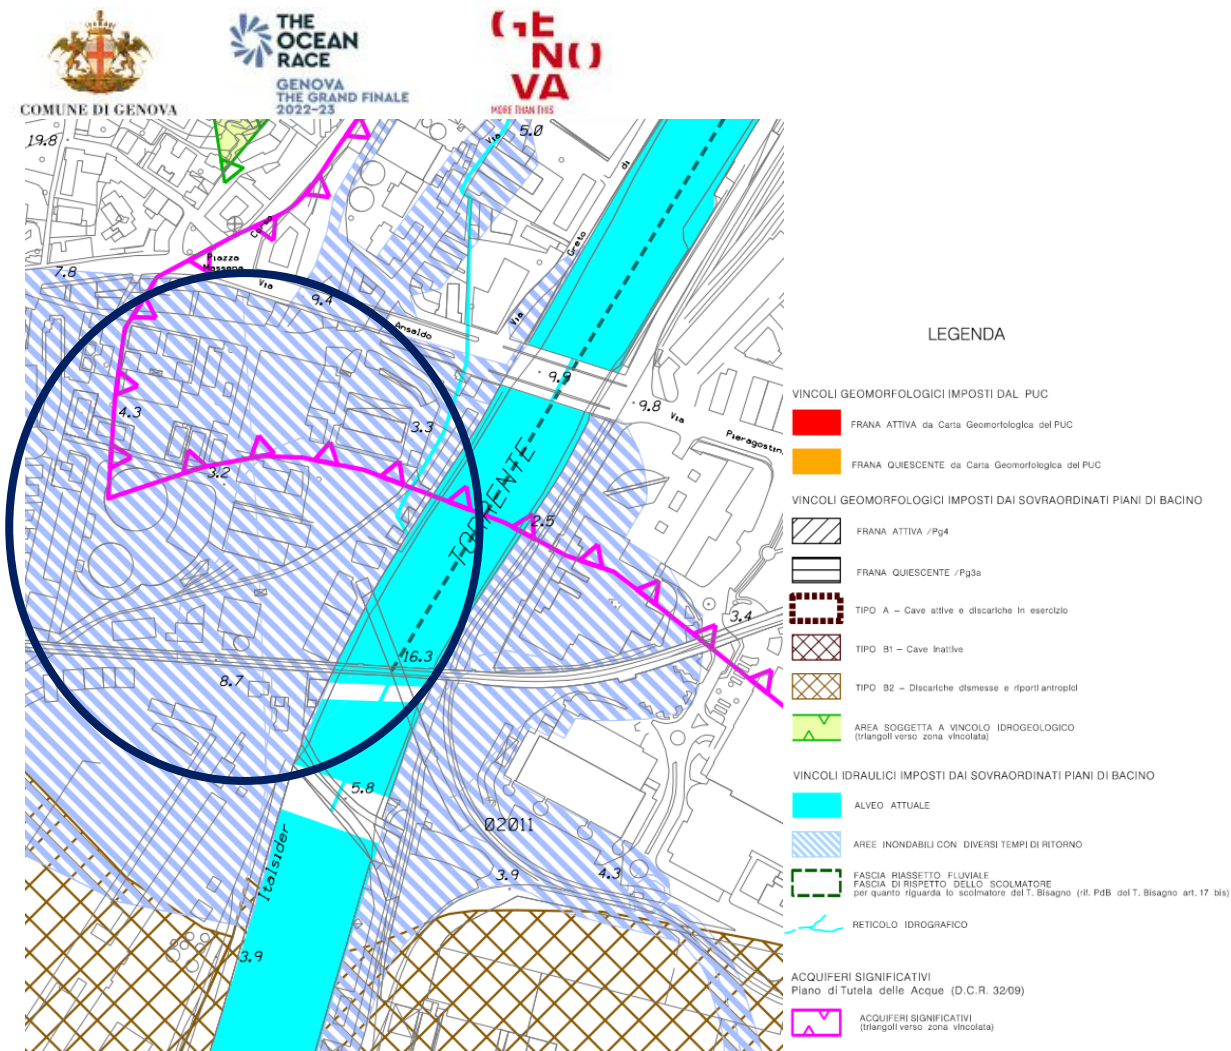 COMUNE DI GENOVA
THE
OCEAN
RACE
GENOVA
THE GRAND FINALE
2022-23
GE
NO
VA
MORE THAN THIS
19.8
Via
5.0
di
Corso
Greto
Piazza
Massena
7.8
Via
9.4
Via
Ansaldo
9.9
9.8
Via
Pieragostini
4.3
3.3
3.2
TORRENTE
2.5
3.4
16.3
8.7
5.8
02011
Italsider
3.9
4.3
3.9
LEGENDA
VINCOLI GEOMORFOLOGICI IMPOSTI DAL PUC
FRANA ATTIVA da Carta Geomorfologica del PUC
FRANA QUIESCENTE da Carta Geomorfologica del PUC
VINCOLI GEOMORFOLOGICI IMPOSTI DAI SOVRAORDINATI PIANI DI BACINO
FRANA ATTIVA /Pg4
FRANA QUIESCENTE /Pg3a
TIPO A – Cave attive e discariche in esercizio
TIPO B1 – Cave Inattive
TIPO B2 – Discariche dismesse e riporti antropici
AREA SOGGETTA A VINCOLO IDROGEOLOGICO
(triangoli verso zona vincolata)
VINCOLI IDRAULICI IMPOSTI DAI SOVRAORDINATI PIANI DI BACINO
ALVEO ATTUALE
AREE INONDABILI CON DIVERSI TEMPI DI RITORNO
FASCIA RIASSETTO FLUVIALE
FASCIA DI RISPETTO DELLO SCOLMATORE
per quanto riguarda lo scolmatore del T. Bisagno (rif. PdB del T. Bisagno art. 17 bis)
RETICOLO IDROGRAFICO
ACQUIFERI SIGNIFICATIVI
Piano di Tutela delle Acque (D.C.R. 32/09)
ACQUIFERI SIGNIFICATIVI
(triangoli verso zona vincolata)